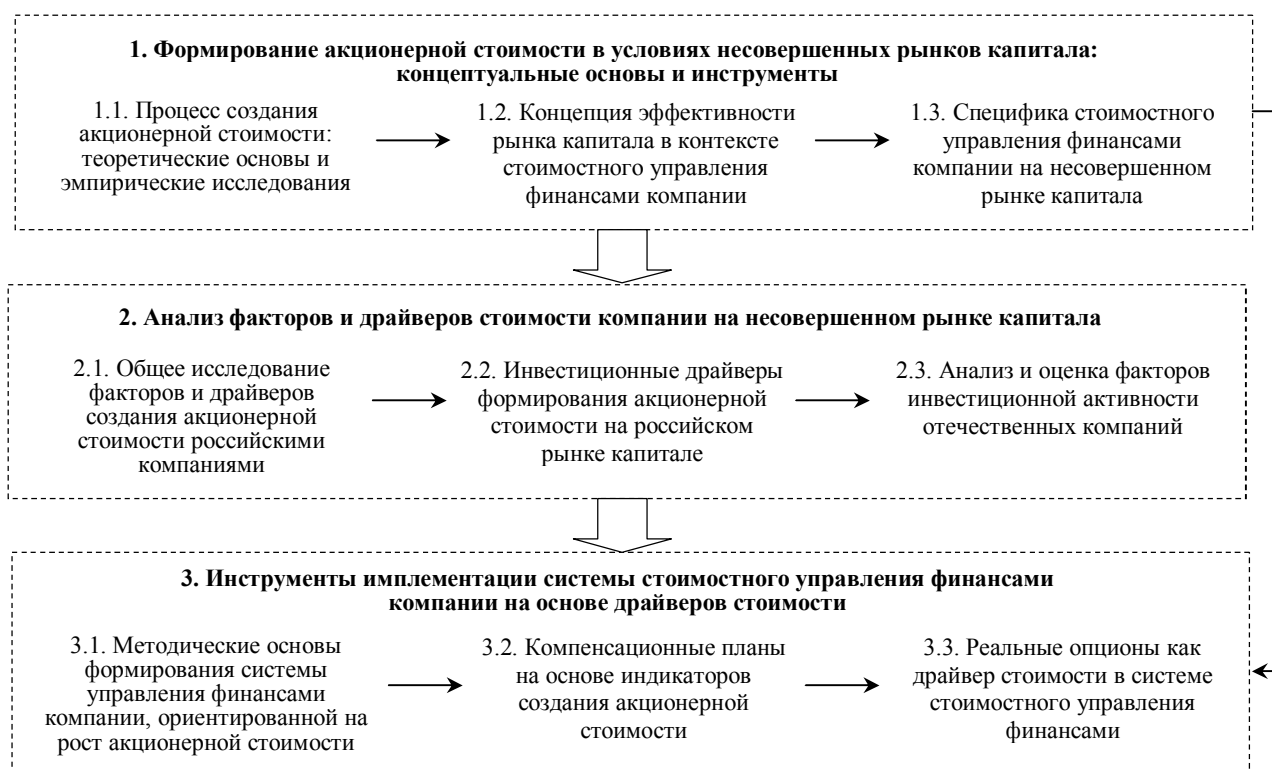 1. Формирование акционерной стоимости в условиях несовершенных рынков капитала:
концептуальные основы и инструменты
1.1. Процесс создания
акционерной стоимости:
теоретические основы и
эмпирические исследования
1.2. Концепция эффективности
рынка капитала в контексте
стоимостного управления
финансами компании
1.3. Специфика стоимостного
управления финансами
компании на несовершенном
рынке капитала
2. Анализ факторов и драйверов стоимости компании на несовершенном рынке капитала
2.1. Общее исследование
факторов и драйверов
создания акционерной
стоимости российскими
компаниями
2.2. Инвестиционные драйверы
формирования акционерной
стоимости на российском
рынке капитале
2.3. Анализ и оценка факторов
инвестиционной активности
отечественных компаний
3. Инструменты имплементации системы стоимостного управления финансами
компании на основе драйверов стоимости
3.1. Методические основы
формирования системы
управления финансами
компании, ориентированной на
рост акционерной стоимости
3.2. Компенсационные планы
на основе индикаторов
создания акционерной
стоимости
3.3. Реальные опционы как
драйвер стоимости в системе
стоимостного управления
финансами